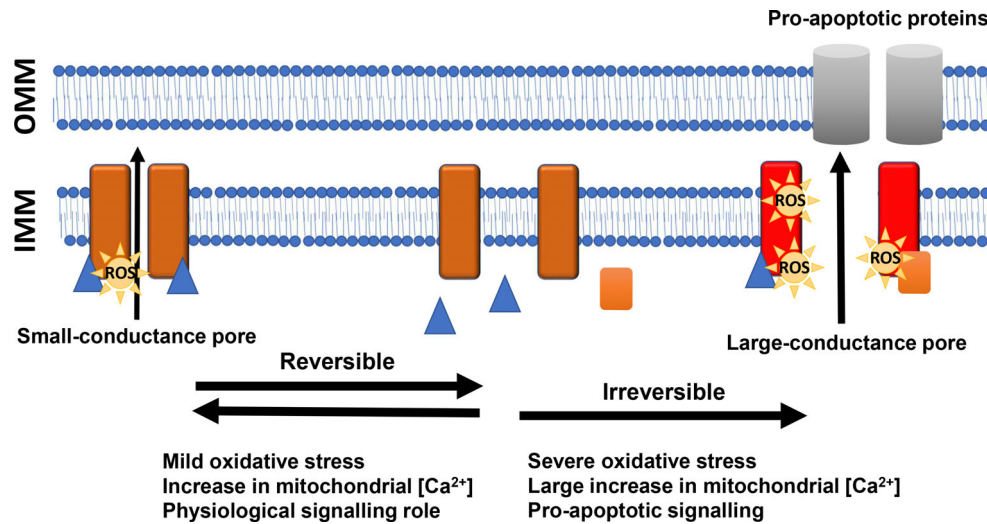 Pro-apoptotic proteins
OMM
IMM
ROS
ROS
ROS
ROS
Small-conductance pore
Large-conductance pore
Reversible
Irreversible
Mild oxidative stress
Increase in mitochondrial [Ca²⁺]
Physiological signalling role
Severe oxidative stress
Large increase in mitochondrial [Ca²⁺]
Pro-apoptotic signalling